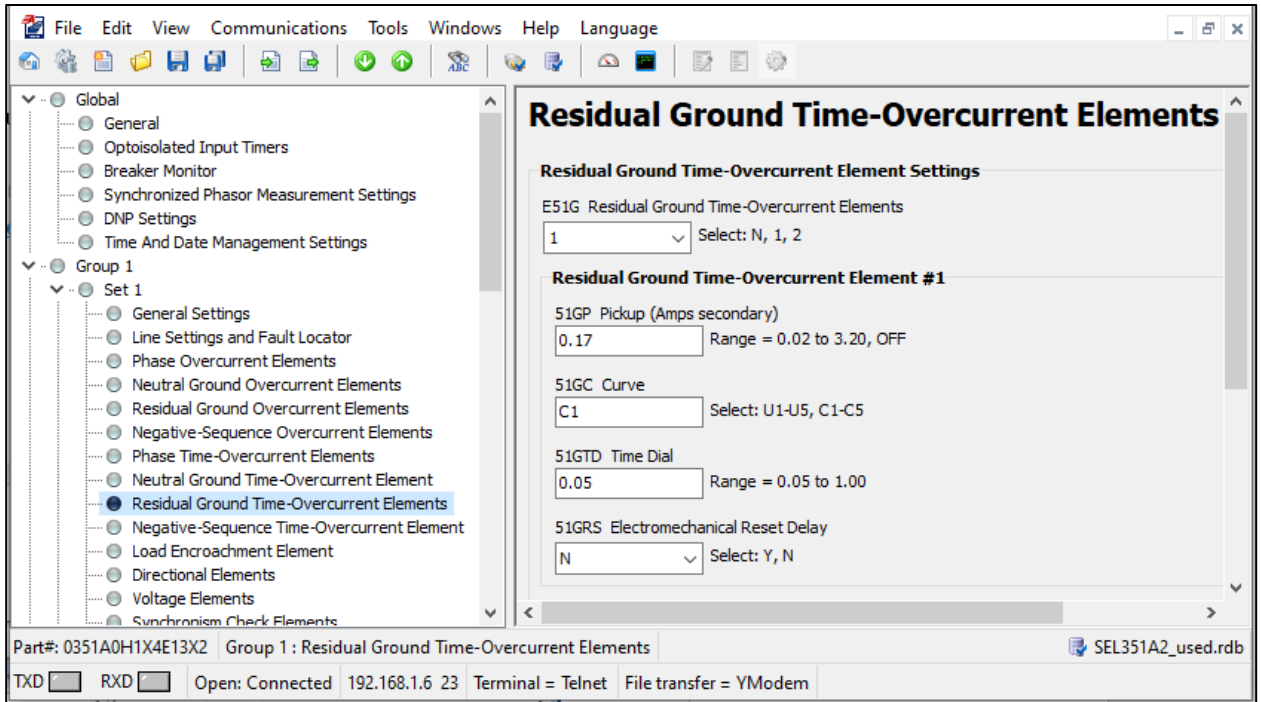 File Edit View Communications Tools Windows Help Language
ABC
Global
General
Optoisolated Input Timers
Breaker Monitor
Synchronized Phasor Measurement Settings
DNP Settings
Time And Date Management Settings
Group 1
Set 1
General Settings
Line Settings and Fault Locator
Phase Overcurrent Elements
Neutral Ground Overcurrent Elements
Residual Ground Overcurrent Elements
Negative-Sequence Overcurrent Elements
Phase Time-Overcurrent Elements
Neutral Ground Time-Overcurrent Element
Residual Ground Time-Overcurrent Elements
Negative-Sequence Time-Overcurrent Element
Load Encroachment Element
Directional Elements
Voltage Elements
Synchronism Check Elements
Residual Ground Time-Overcurrent Elements
Residual Ground Time-Overcurrent Element Settings
E51G Residual Ground Time-Overcurrent Elements
1 Select: N, 1, 2
Residual Ground Time-Overcurrent Element #1
51GP Pickup (Amps secondary)
0.17 Range = 0.02 to 3.20, OFF
51GC Curve
C1 Select: U1-U5, C1-C5
51GTD Time Dial
0.05 Range = 0.05 to 1.00
51GRS Electromechanical Reset Delay
N Select: Y, N
Part#: 0351A0H1X4E13X2 Group 1 : Residual Ground Time-Overcurrent Elements SEL351A2_used.rdb
TXD RXD Open: Connected 192.168.1.6 23 Terminal = Telnet File transfer = YModem